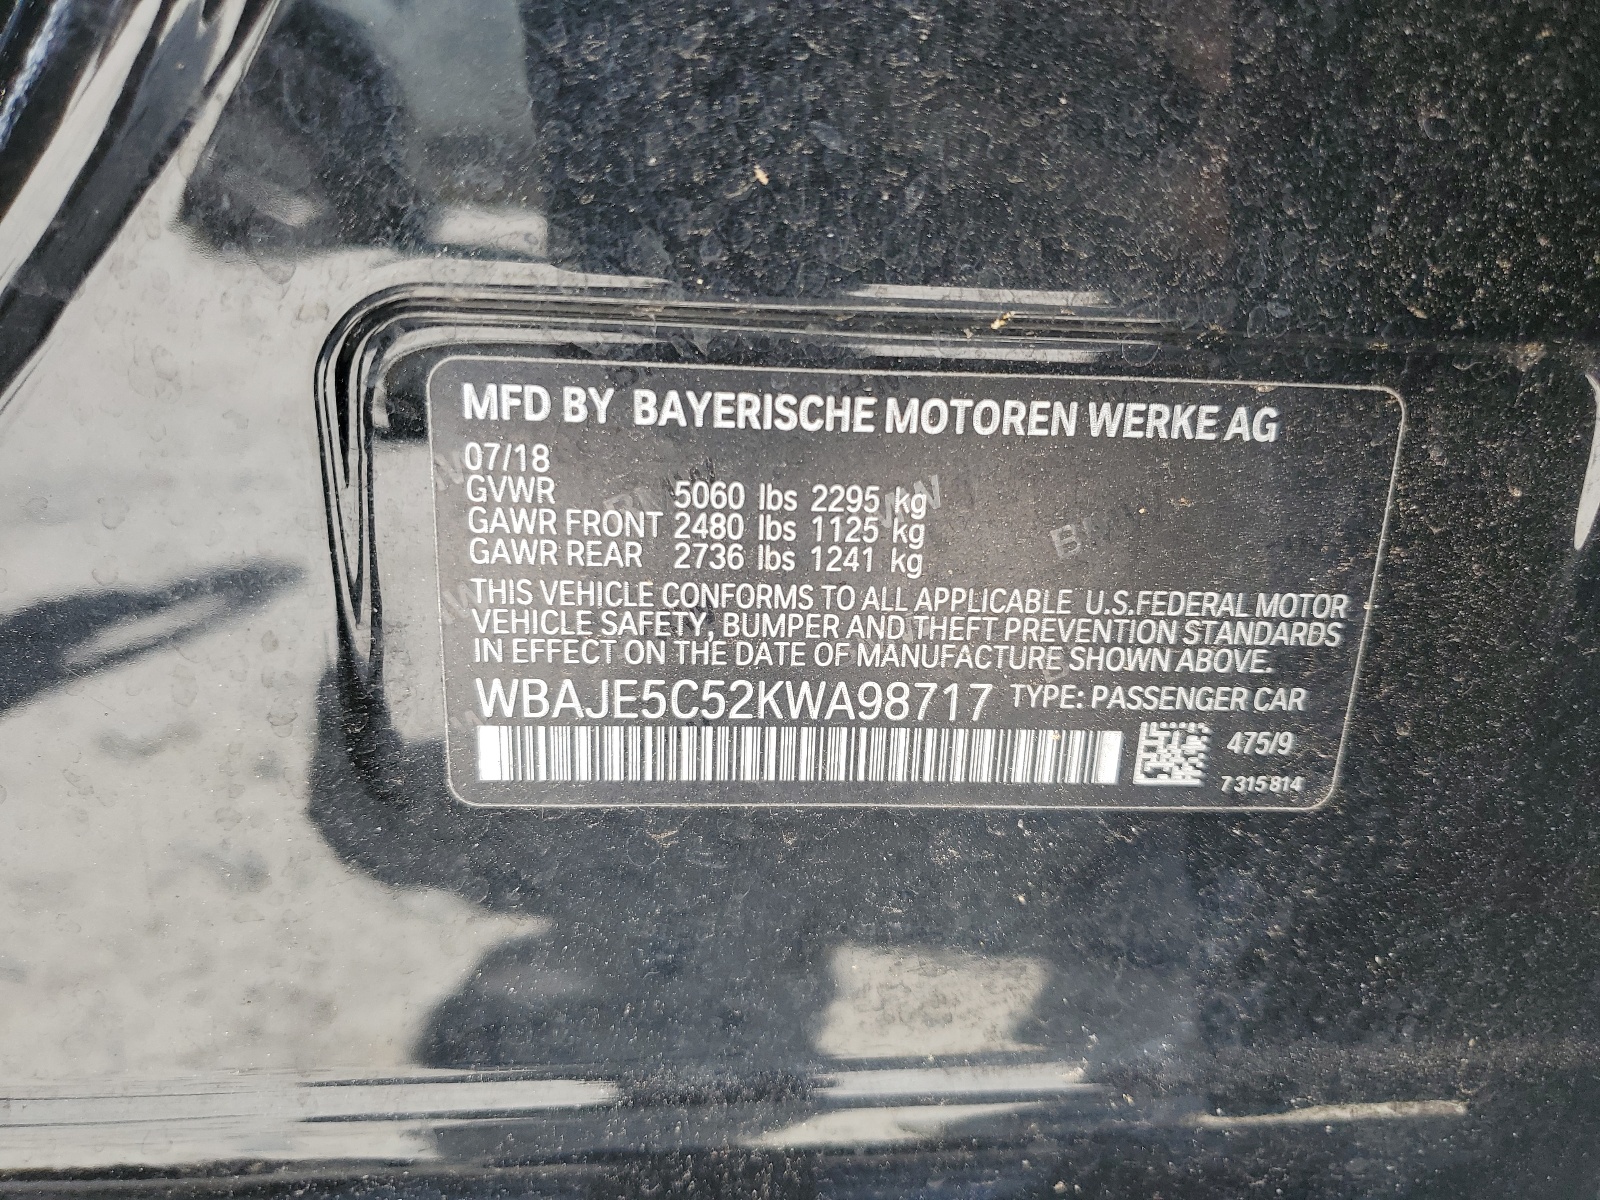 MFD BY BAYERISCHE MOTOREN WERKE AG
07/18
GVWR 5060 lbs 2295 kg
GAWR FRONT 2480 lbs 1125 kg
GAWR REAR 2736 lbs 1241 kg
THIS VEHICLE CONFORMS TO ALL APPLICABLE U.S.FEDERAL MOTOR
VEHICLE SAFETY, BUMPER AND THEFT PREVENTION STANDARDS
IN EFFECT ON THE DATE OF MANUFACTURE SHOWN ABOVE.
WBAJE5C52KWA98717 TYPE: PASSENGER CAR
475/9
7 315 814